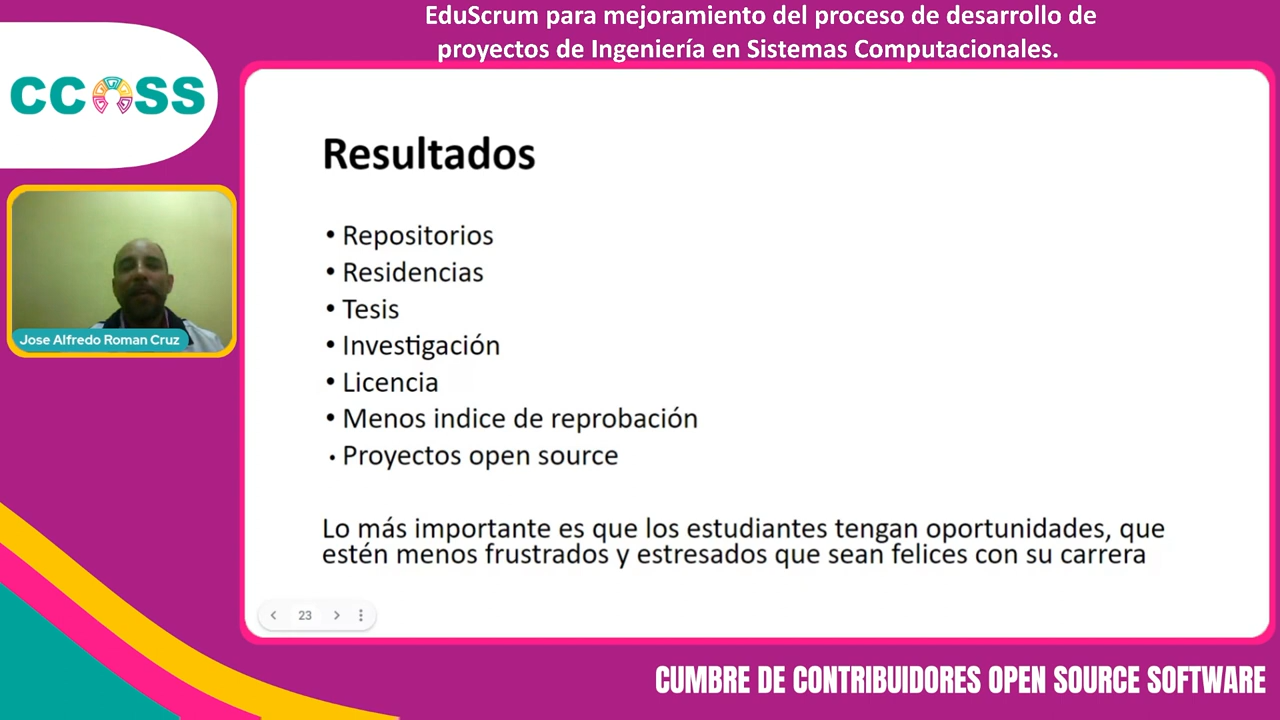 EduScrum para mejoramiento del proceso de desarrollo de
proyectos de Ingeniería en Sistemas Computacionales.
CCOSS
Jose Alfredo Roman Cruz
Resultados
• Repositorios
• Residencias
• Tesis
• Investigación
• Licencia
• Menos indice de reprobación
• Proyectos open source
Lo más importante es que los estudiantes tengan oportunidades, que
estén menos frustrados y estresados que sean felices con su carrera
23
CUMBRE DE CONTRIBUIDORES OPEN SOURCE SOFTWARE